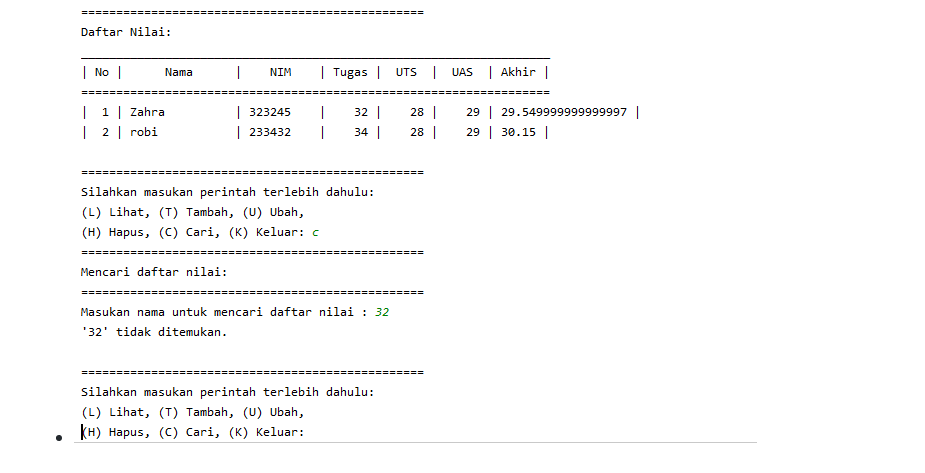 =================================================
Daftar Nilai:
___________________________________________________________________
| No |      Nama      |    NIM    | Tugas |  UTS  |  UAS  | Akhir |
===================================================================
|  1 | Zahra          | 323245    |    32 |    28 |    29 | 29.549999999999997 |
|  2 | robi           | 233432    |    34 |    28 |    29 | 30.15 |
=================================================
Silahkan masukan perintah terlebih dahulu:
(L) Lihat, (T) Tambah, (U) Ubah,
(H) Hapus, (C) Cari, (K) Keluar: c
=================================================
Mencari daftar nilai:
=================================================
Masukan nama untuk mencari daftar nilai : 32
'32' tidak ditemukan.
=================================================
Silahkan masukan perintah terlebih dahulu:
(L) Lihat, (T) Tambah, (U) Ubah,
(H) Hapus, (C) Cari, (K) Keluar: